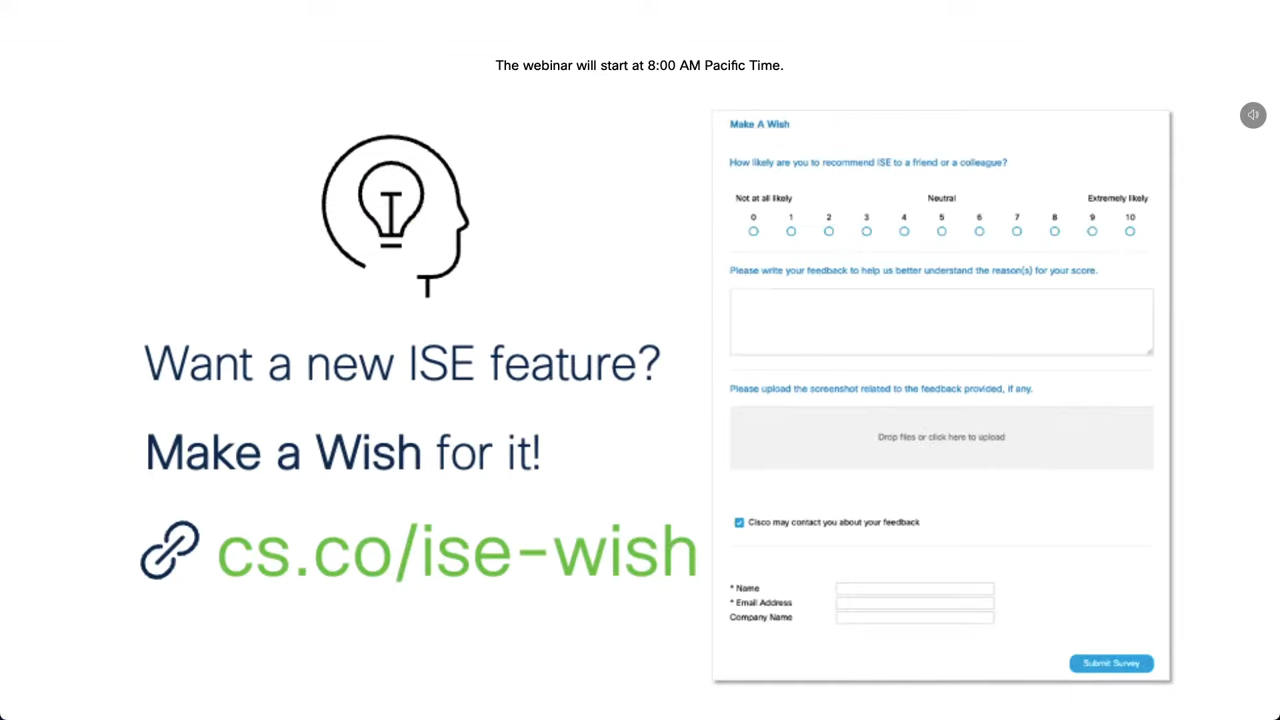 The webinar will start at 8:00 AM Pacific Time.
Want a new ISE feature?
Make a Wish for it!
cs.co/ise-wish
Make A Wish
How likely are you to recommend ISE to a friend or a colleague?
Not at all likely Neutral Extremely likely
0 1 2 3 4 5 6 7 8 9 10
Please write your feedback to help us better understand the reason(s) for your score.
Please upload the screenshot related to the feedback provided, if any.
Drop files or click here to upload
Cisco may contact you about your feedback
* Name
* Email Address
Company Name
Submit Survey